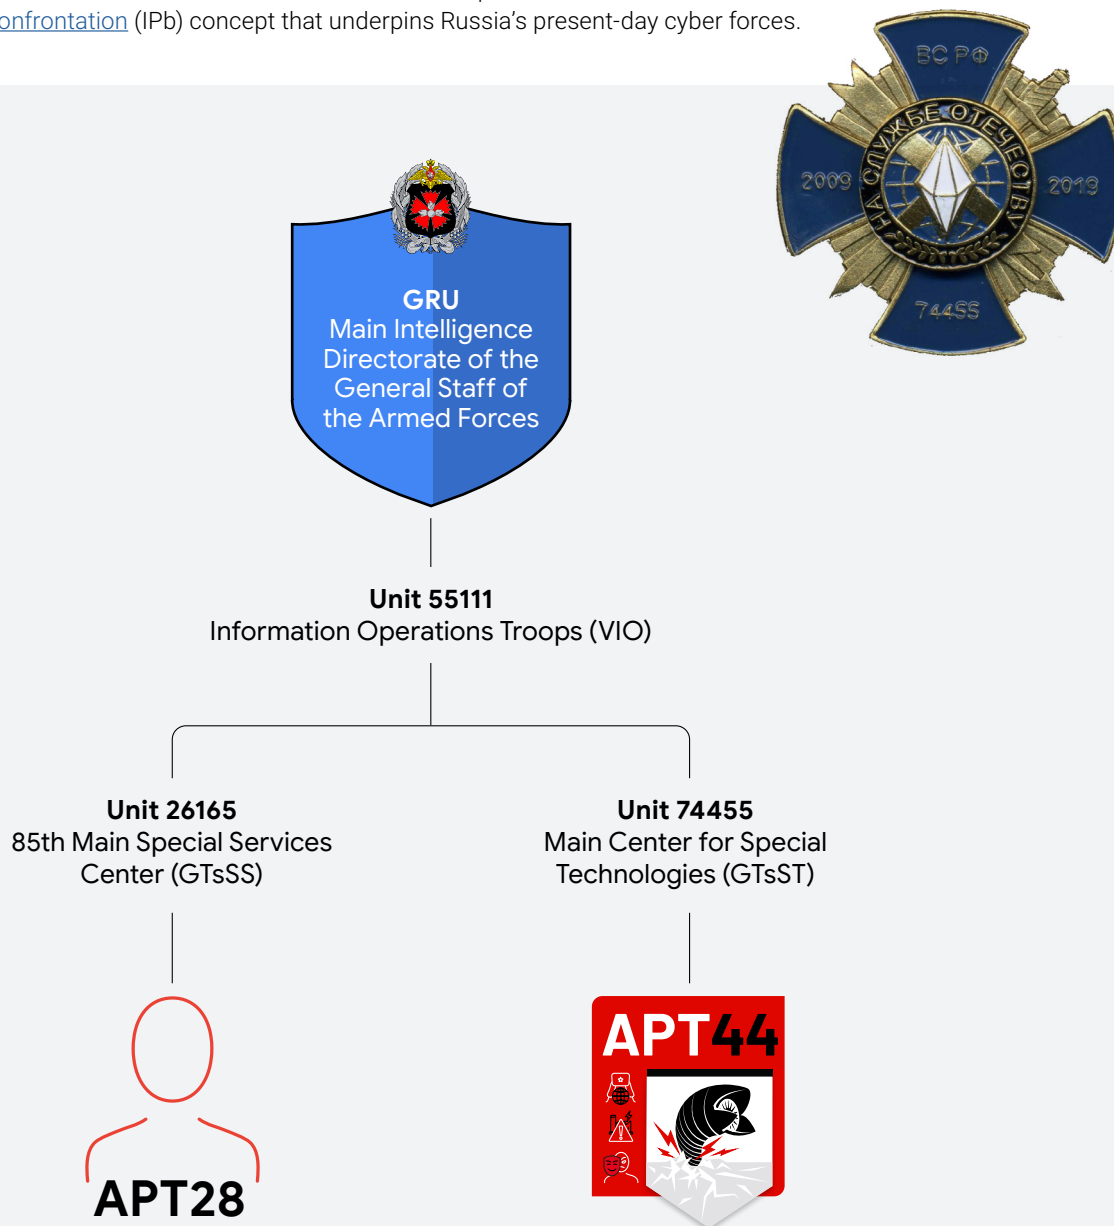 onfrontation (IPb) concept that underpins Russia's present-day cyber forces.
ВС РФ
НА СЛУЖБЕ ОТЕЧЕСТВУ
2009
2019
74455
GRU
Main Intelligence
Directorate of the
General Staff of
the Armed Forces
Unit 55111
Information Operations Troops (VIO)
Unit 26165
85th Main Special Services
Center (GTsSS)
Unit 74455
Main Center for Special
Technologies (GTsST)
APT28
APT44